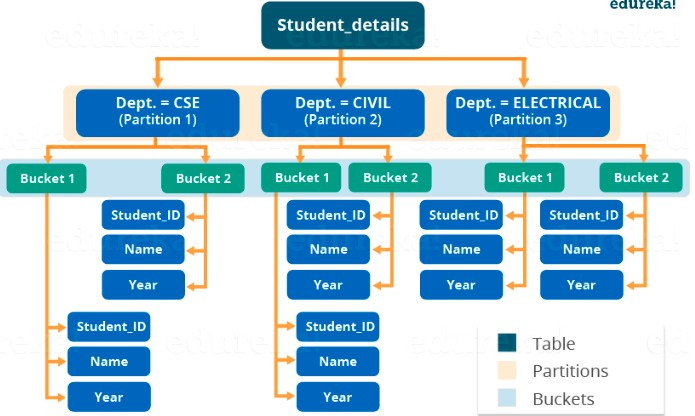 edureka!
Student_details
Dept. = CSE
(Partition 1)
Dept. = CIVIL
(Partition 2)
Dept. = ELECTRICAL
(Partition 3)
Bucket 1
Bucket 2
Bucket 1
Bucket 2
Bucket 1
Bucket 2
Student_ID
Name
Year
Student_ID
Name
Year
Student_ID
Name
Year
Student_ID
Name
Year
Student_ID
Name
Year
Student_ID
Name
Year
Table
Partitions
Buckets